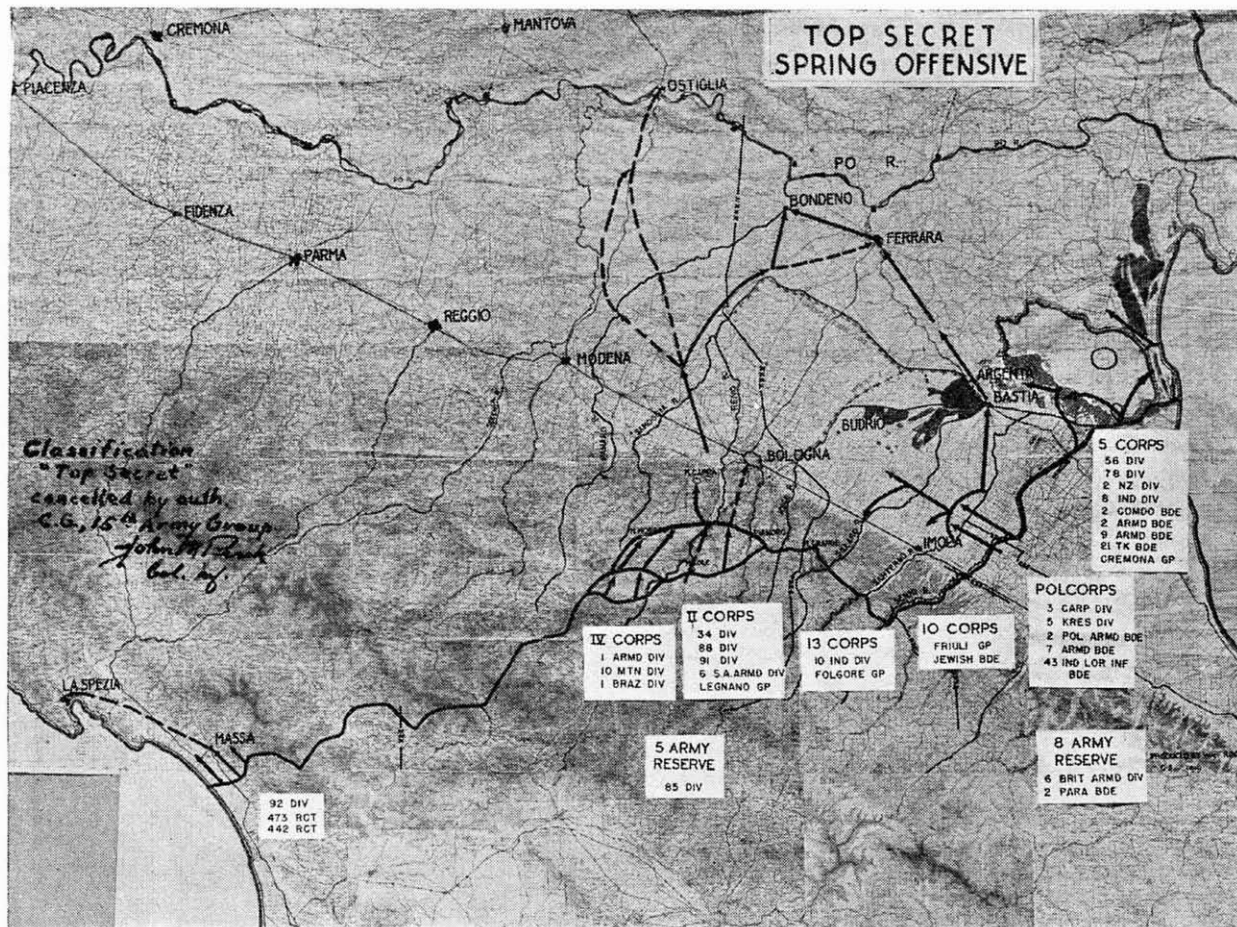 TOP SECRET
SPRING OFFENSIVE
CREMONA
MANTOVA
PIACENZA
OSTIGLIA
PO R.
BONDENO
FIDENZA
FERRARA
PARMA
REGGIO
MODENA
ARGENTA
BASTIA
BUDRIO
BOLOGNA
IMOLA
Classification
"Top Secret"
cancelled by auth.
C.G., 15th Army Group
LA SPEZIA
MASSA
92 DIV
473 RCT
442 RCT
IV CORPS
1 ARMD DIV
10 MTN DIV
1 BRAZ DIV
II CORPS
34 DIV
88 DIV
91 DIV
6 S.A. ARMD DIV
LEGNANO GP
5 ARMY
RESERVE
85 DIV
13 CORPS
10 IND DIV
FOLGORE GP
10 CORPS
FRIULI GP
JEWISH BDE
5 CORPS
56 DIV
78 DIV
2 NZ DIV
8 IND DIV
2 COMDO BDE
2 ARMD BDE
9 ARMD BDE
21 TK BDE
CREMONA GP
POLCORPS
3 CARP DIV
5 KRES DIV
2 POL ARMD BDE
7 ARMD BDE
43 IND LOR INF
BDE
8 ARMY
RESERVE
6 BRIT ARMD DIV
2 PARA BDE